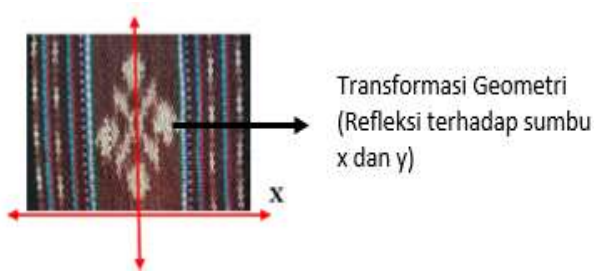 Transformasi Geometri
(Refleksi terhadap sumbu
x dan y)
X